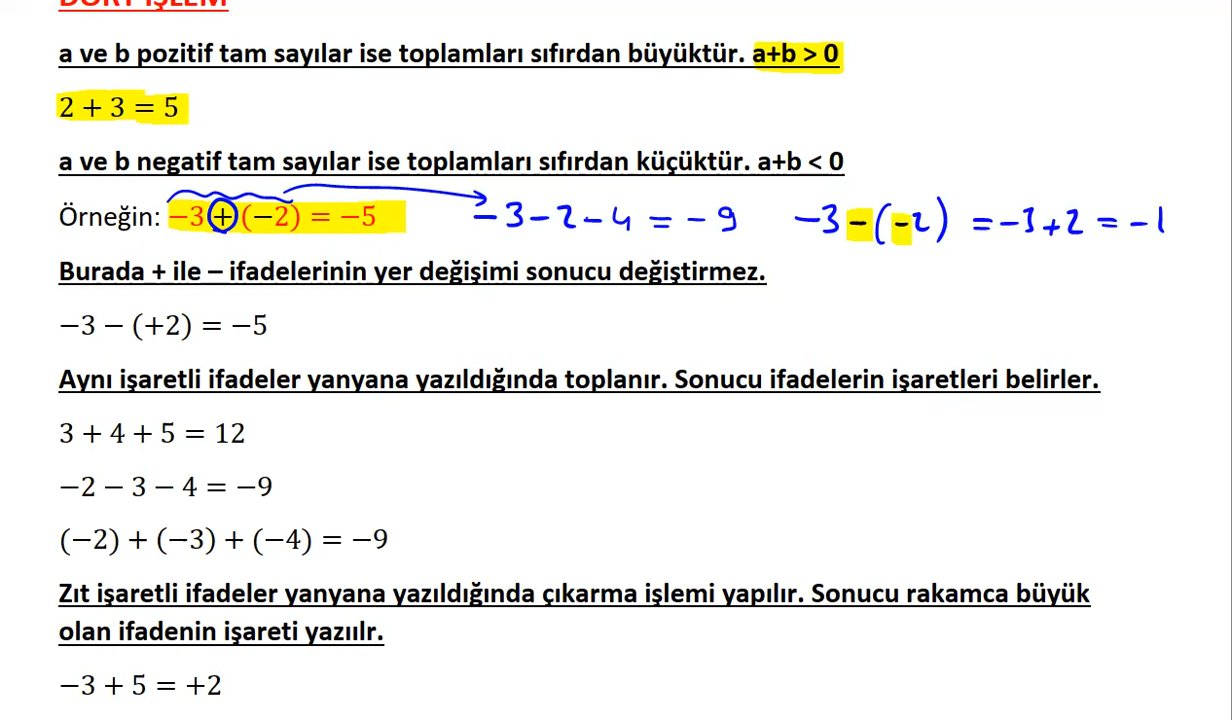 DÖRT İŞLEM
a ve b pozitif tam sayılar ise toplamları sıfırdan büyüktür. a+b > 0
2 + 3 = 5
a ve b negatif tam sayılar ise toplamları sıfırdan küçüktür. a+b < 0
Örneğin: −3 + (−2) = −5 -3-2-4 = -9 -3 - (-2) = -3+2 = -1
Burada + ile – ifadelerinin yer değişimi sonucu değiştirmez.
−3 − (+2) = −5
Aynı işaretli ifadeler yanyana yazıldığında toplanır. Sonucu ifadelerin işaretleri belirler.
3 + 4 + 5 = 12
−2 − 3 − 4 = −9
(−2) + (−3) + (−4) = −9
Zıt işaretli ifadeler yanyana yazıldığında çıkarma işlemi yapılır. Sonucu rakamca büyük
olan ifadenin işareti yazıılr.
−3 + 5 = +2